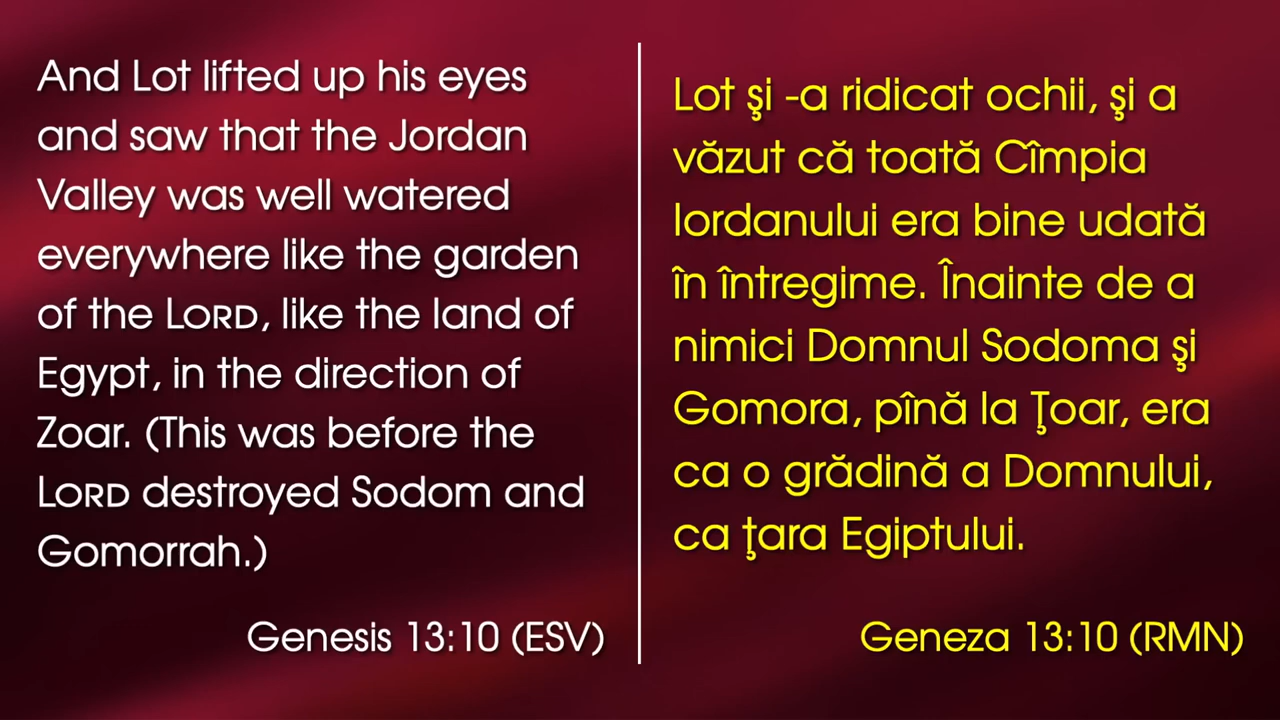 And Lot lifted up his eyes
and saw that the Jordan
Valley was well watered
everywhere like the garden
of the LORD, like the land of
Egypt, in the direction of
Zoar. (This was before the
LORD destroyed Sodom and
Gomorrah.)
Genesis 13:10 (ESV)
Lot şi -a ridicat ochii, şi a
văzut că toată Cîmpia
Iordanului era bine udată
în întregime. Înainte de a
nimici Domnul Sodoma şi
Gomora, pînă la Ţoar, era
ca o grădină a Domnului,
ca ţara Egiptului.
Geneza 13:10 (RMN)